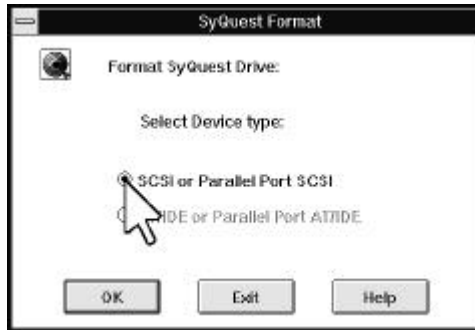 SyQuest Format
Format SyQuest Drive:
Select Device type:
SCSI or Parallel Port SCSI
IDE or Parallel Port AT/IDE
OK Exit Help